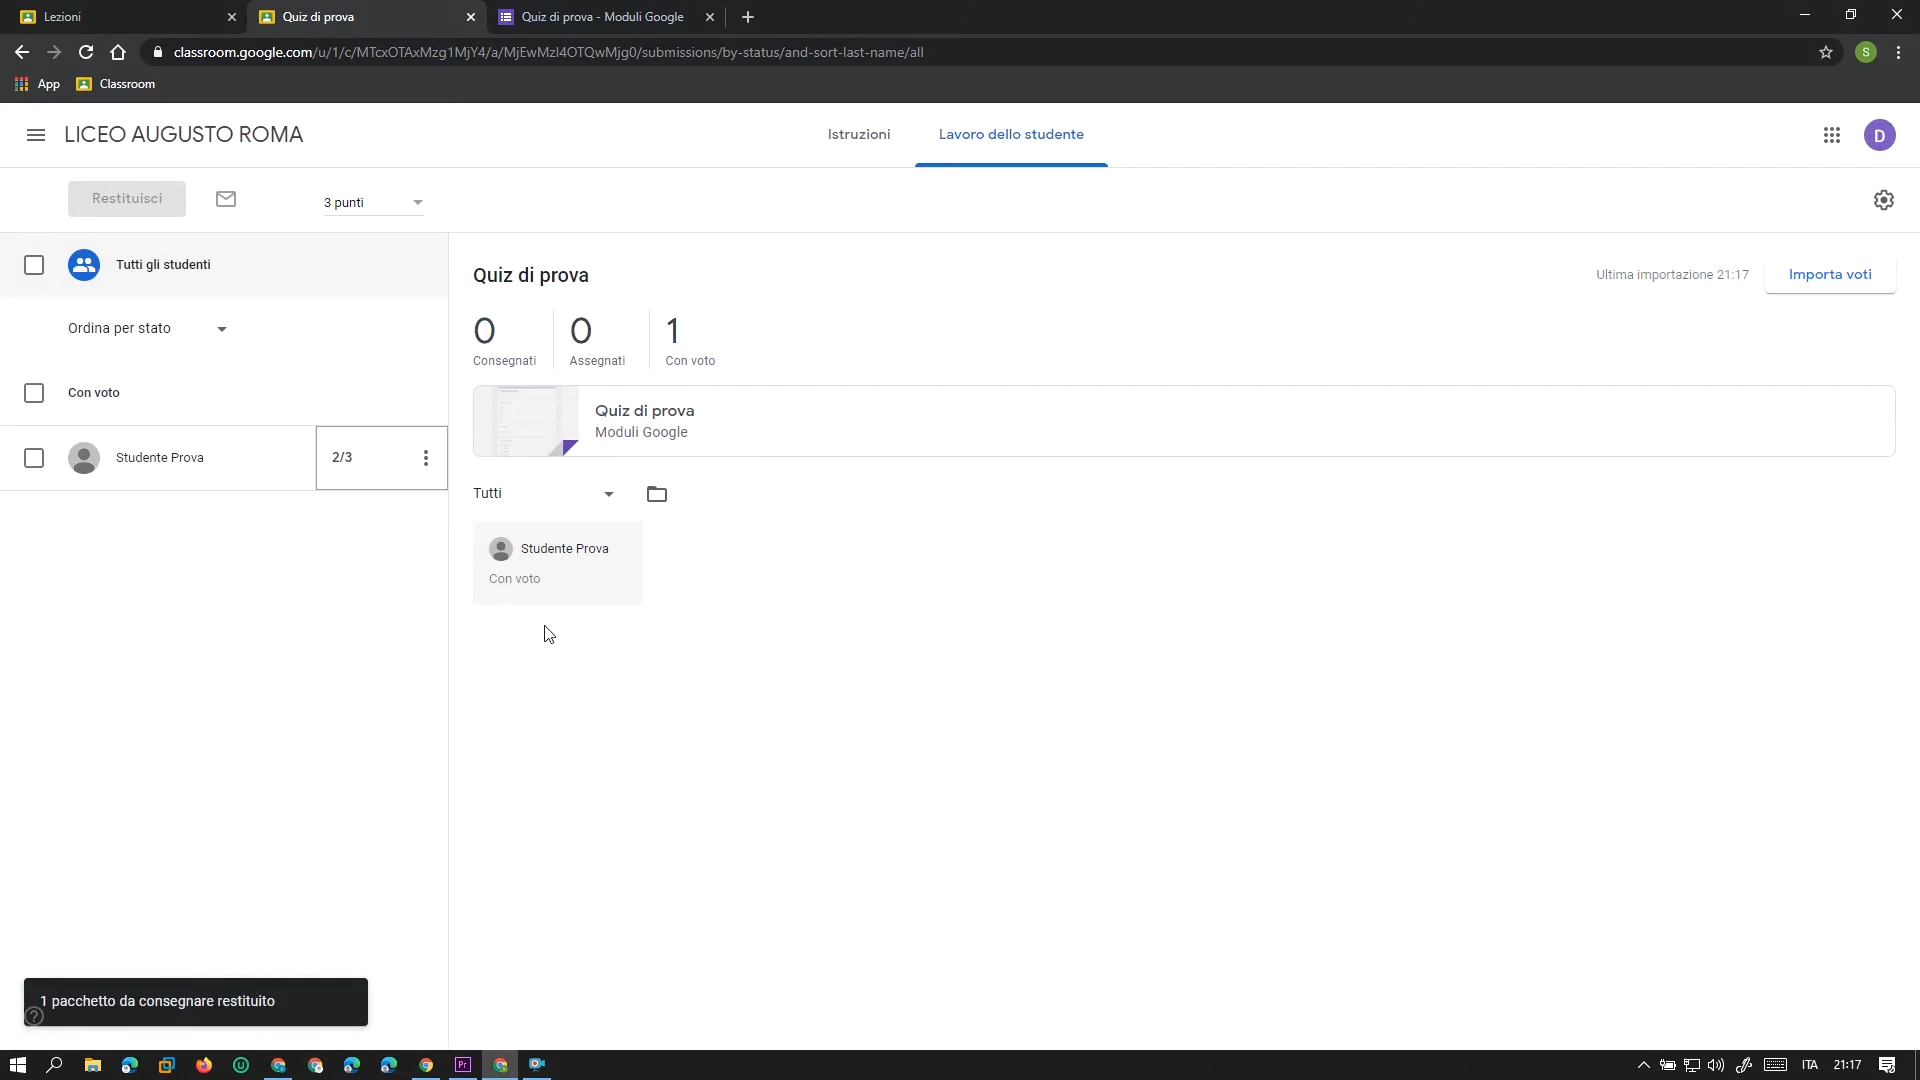 Lezioni
Quiz di prova
Quiz di prova - Moduli Google
classroom.google.com/u/1/c/MTcxOTAxMzg1MjY4/a/MjEwMzI4OTQwMjg0/submissions/by-status/and-sort-last-name/all
S
App
Classroom
LICEO AUGUSTO ROMA
Istruzioni
Lavoro dello studente
D
Restituisci
3 punti
Tutti gli studenti
Quiz di prova
Ultima importazione 21:17
Importa voti
Ordina per stato
0
0
1
Consegnati
Assegnati
Con voto
Con voto
Quiz di prova
Moduli Google
Studente Prova
2/3
Tutti
Studente Prova
Con voto
1 pacchetto da consegnare restituito
Pr
ITA
21:17